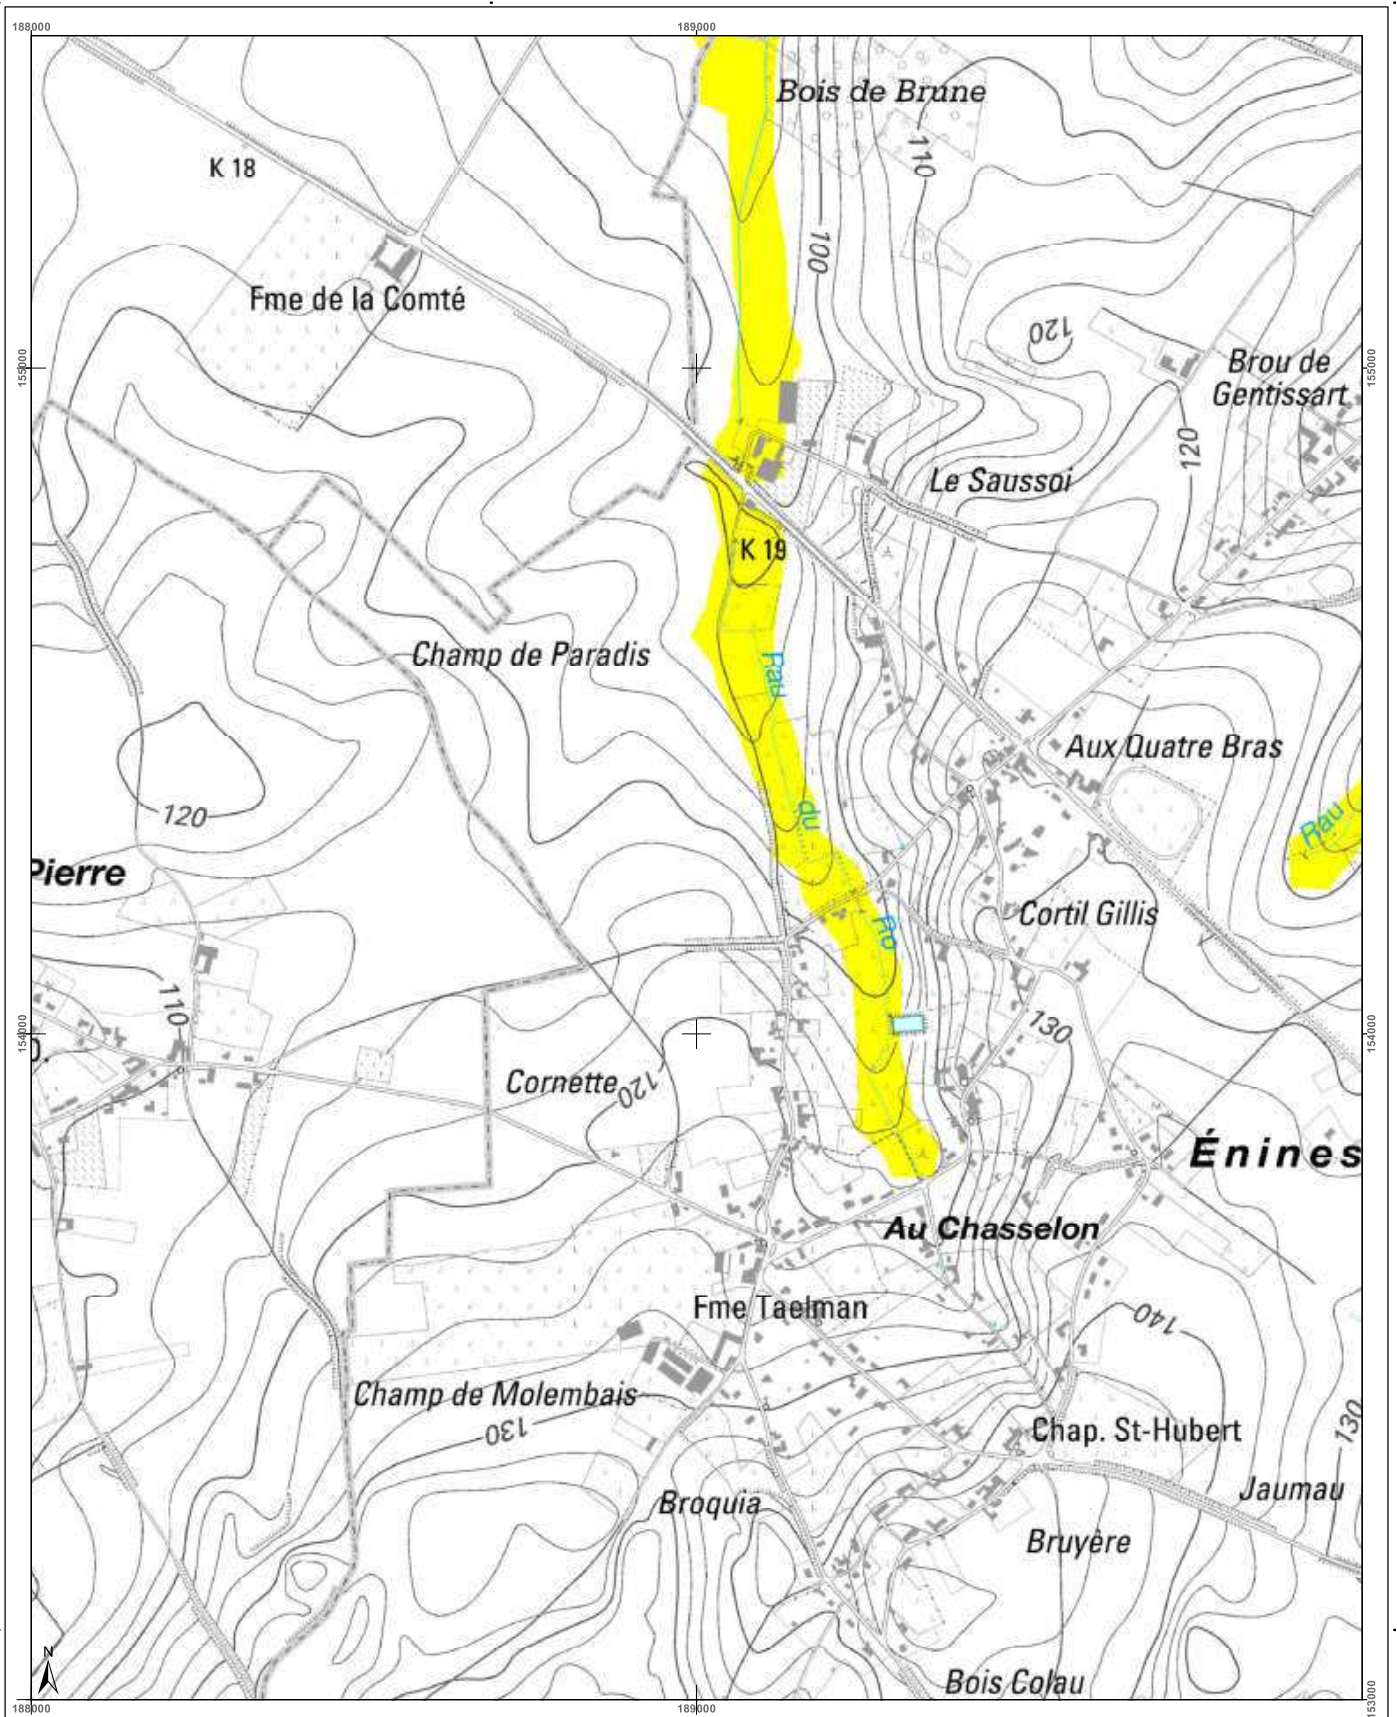 188000
189000
Bois de Brune
110
K 18
100
Fme de la Comté
120
155000
155000
Brou de
Gentissart
120
Le Saussoi
K 19
Champ de Paradis
Rau
Aux Quatre Bras
120
du
Rau
Pierre
Cortil Gillis
Ro
110
130
154000
154000
Cornette
120
Énines
Au Chasselon
Fme Taelman
140
Champ de Molembais
130
Chap. St-Hubert
130
Jaumau
Broquia
Bruyère
N
Bois Colau
188000
189000
153000